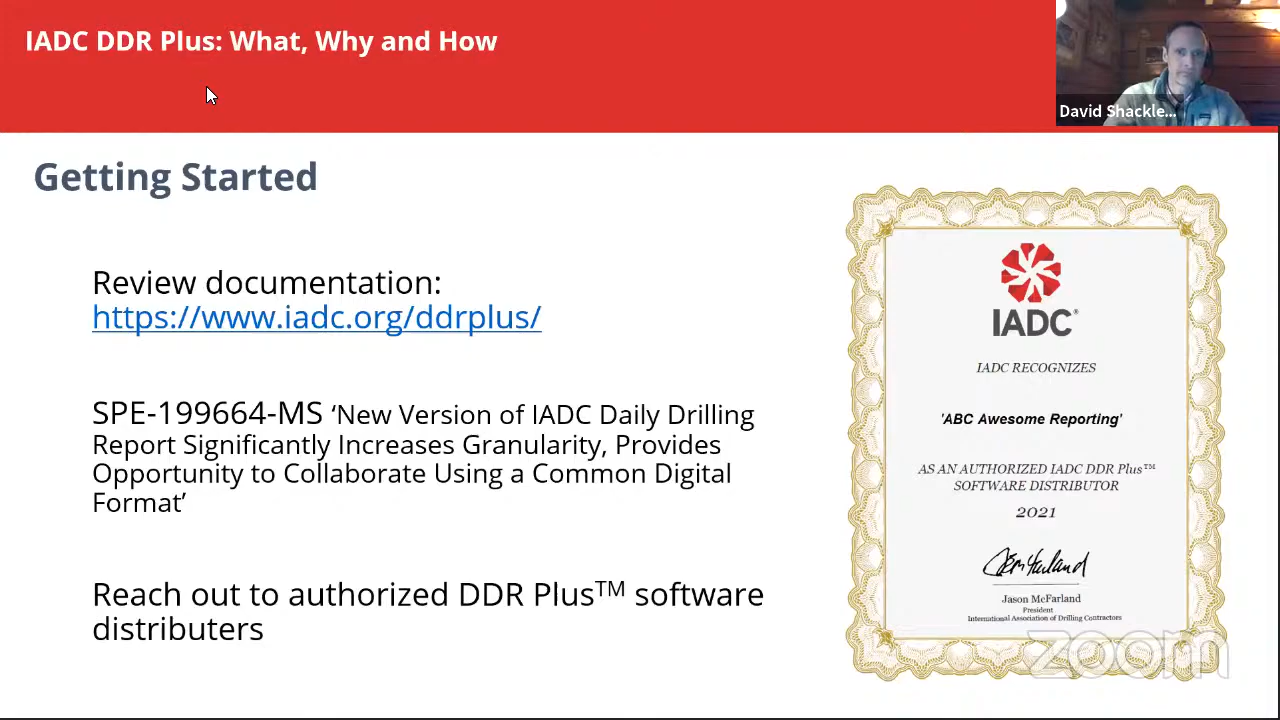 IADC DDR Plus: What, Why and How
David Shackle...
Getting Started
Review documentation:
https://www.iadc.org/ddrplus/
SPE-199664-MS ‘New Version of IADC Daily Drilling
Report Significantly Increases Granularity, Provides
Opportunity to Collaborate Using a Common Digital
Format’
Reach out to authorized DDR Plus™ software
distributers
IADC®
IADC RECOGNIZES
'ABC Awesome Reporting'
AS AN AUTHORIZED IADC DDR Plus™
SOFTWARE DISTRIBUTOR
2021
Jason McFarland
President
International Association of Drilling Contractors
zoom